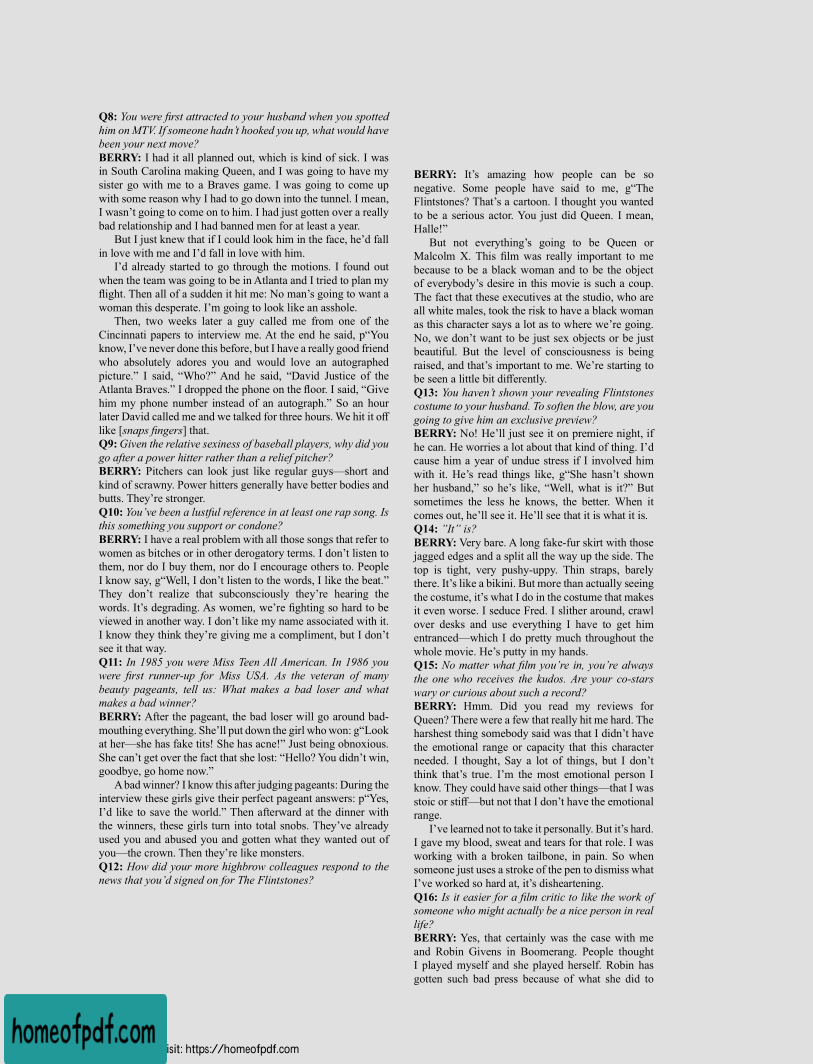 Q8: You were first attracted to your husband when you spotted
him on MTV. If someone hadn't hooked you up, what would have
been your next move?
BERRY: I had it all planned out, which is kind of sick. I was
in South Carolina making Queen, and I was going to have my
sister go with me to a Braves game. I was going to come up
with some reason why I had to go down into the tunnel. I mean,
I wasn't going to come on to him. I had just gotten over a really
bad relationship and I had banned men for at least a year.
But I just knew that if I could look him in the face, he'd fall
in love with me and I'd fall in love with him.
I'd already started to go through the motions. I found out
when the team was going to be in Atlanta and I tried to plan my
flight. Then all of a sudden it hit me: No man's going to want a
woman this desperate. I'm going to look like an asshole.
Then, two weeks later a guy called me from one of the
Cincinnati papers to interview me. At the end he said, p“You
know, I've never done this before, but I have a really good friend
who absolutely adores you and would love an autographed
picture.” I said, “Who?” And he said, “David Justice of the
Atlanta Braves.” I dropped the phone on the floor. I said, “Give
him my phone number instead of an autograph.” So an hour
later David called me and we talked for three hours. We hit it off
like [snaps fingers] that.
Q9: Given the relative sexiness of baseball players, why did you
go after a power hitter rather than a relief pitcher?
BERRY: Pitchers can look just like regular guys—short and
kind of scrawny. Power hitters generally have better bodies and
butts. They're stronger.
Q10: You've been a lustful reference in at least one rap song. Is
this something you support or condone?
BERRY: I have a real problem with all those songs that refer to
women as bitches or in other derogatory terms. I don't listen to
them, nor do I buy them, nor do I encourage others to. People
I know say, g“Well, I don't listen to the words, I like the beat.”
They don't realize that subconsciously they're hearing the
words. It's degrading. As women, we're fighting so hard to be
viewed in another way. I don't like my name associated with it.
I know they think they're giving me a compliment, but I don't
see it that way.
Q11: In 1985 you were Miss Teen All American. In 1986 you
were first runner-up for Miss USA. As the veteran of many
beauty pageants, tell us: What makes a bad loser and what
makes a bad winner?
BERRY: After the pageant, the bad loser will go around bad-
mouthing everything. She'll put down the girl who won: g“Look
at her—she has fake tits! She has acne!” Just being obnoxious.
She can't get over the fact that she lost: “Hello? You didn't win,
goodbye, go home now.”
A bad winner? I know this after judging pageants: During the
interview these girls give their perfect pageant answers: p“Yes,
I'd like to save the world.” Then afterward at the dinner with
the winners, these girls turn into total snobs. They've already
used you and abused you and gotten what they wanted out of
you—the crown. Then they're like monsters.
Q12: How did your more highbrow colleagues respond to the
news that you'd signed on for The Flintstones?
BERRY: It's amazing how people can be so
negative. Some people have said to me, g“The
Flintstones? That's a cartoon. I thought you wanted
to be a serious actor. You just did Queen. I mean,
Halle!”
But not everything's going to be Queen or
Malcolm X. This film was really important to me
because to be a black woman and to be the object
of everybody's desire in this movie is such a coup.
The fact that these executives at the studio, who are
all white males, took the risk to have a black woman
as this character says a lot as to where we're going.
No, we don't want to be just sex objects or be just
beautiful. But the level of consciousness is being
raised, and that's important to me. We're starting to
be seen a little bit differently.
Q13: You haven't shown your revealing Flintstones
costume to your husband. To soften the blow, are you
going to give him an exclusive preview?
BERRY: No! He'll just see it on premiere night, if
he can. He worries a lot about that kind of thing. I'd
cause him a year of undue stress if I involved him
with it. He's read things like, g“She hasn't shown
her husband,” so he's like, “Well, what is it?” But
sometimes the less he knows, the better. When it
comes out, he'll see it. He'll see that it is what it is.
Q14: ”It” is?
BERRY: Very bare. A long fake-fur skirt with those
jagged edges and a split all the way up the side. The
top is tight, very pushy-uppy. Thin straps, barely
there. It's like a bikini. But more than actually seeing
the costume, it's what I do in the costume that makes
it even worse. I seduce Fred. I slither around, crawl
over desks and use everything I have to get him
entranced—which I do pretty much throughout the
whole movie. He's putty in my hands.
Q15: No matter what film you're in, you're always
the one who receives the kudos. Are your co-stars
wary or curious about such a record?
BERRY: Hmm. Did you read my reviews for
Queen? There were a few that really hit me hard. The
harshest thing somebody said was that I didn't have
the emotional range or capacity that this character
needed. I thought, Say a lot of things, but I don't
think that's true. I'm the most emotional person I
know. They could have said other things—that I was
stoic or stiff—but not that I don't have the emotional
range.
I've learned not to take it personally. But it's hard.
I gave my blood, sweat and tears for that role. I was
working with a broken tailbone, in pain. So when
someone just uses a stroke of the pen to dismiss what
I've worked so hard at, it's disheartening.
Q16: Is it easier for a film critic to like the work of
someone who might actually be a nice person in real
life?
BERRY: Yes, that certainly was the case with me
and Robin Givens in Boomerang. People thought
I played myself and she played herself. Robin has
gotten such bad press because of what she did to
homeofpdf.com
isit: https://homeofpdf.com